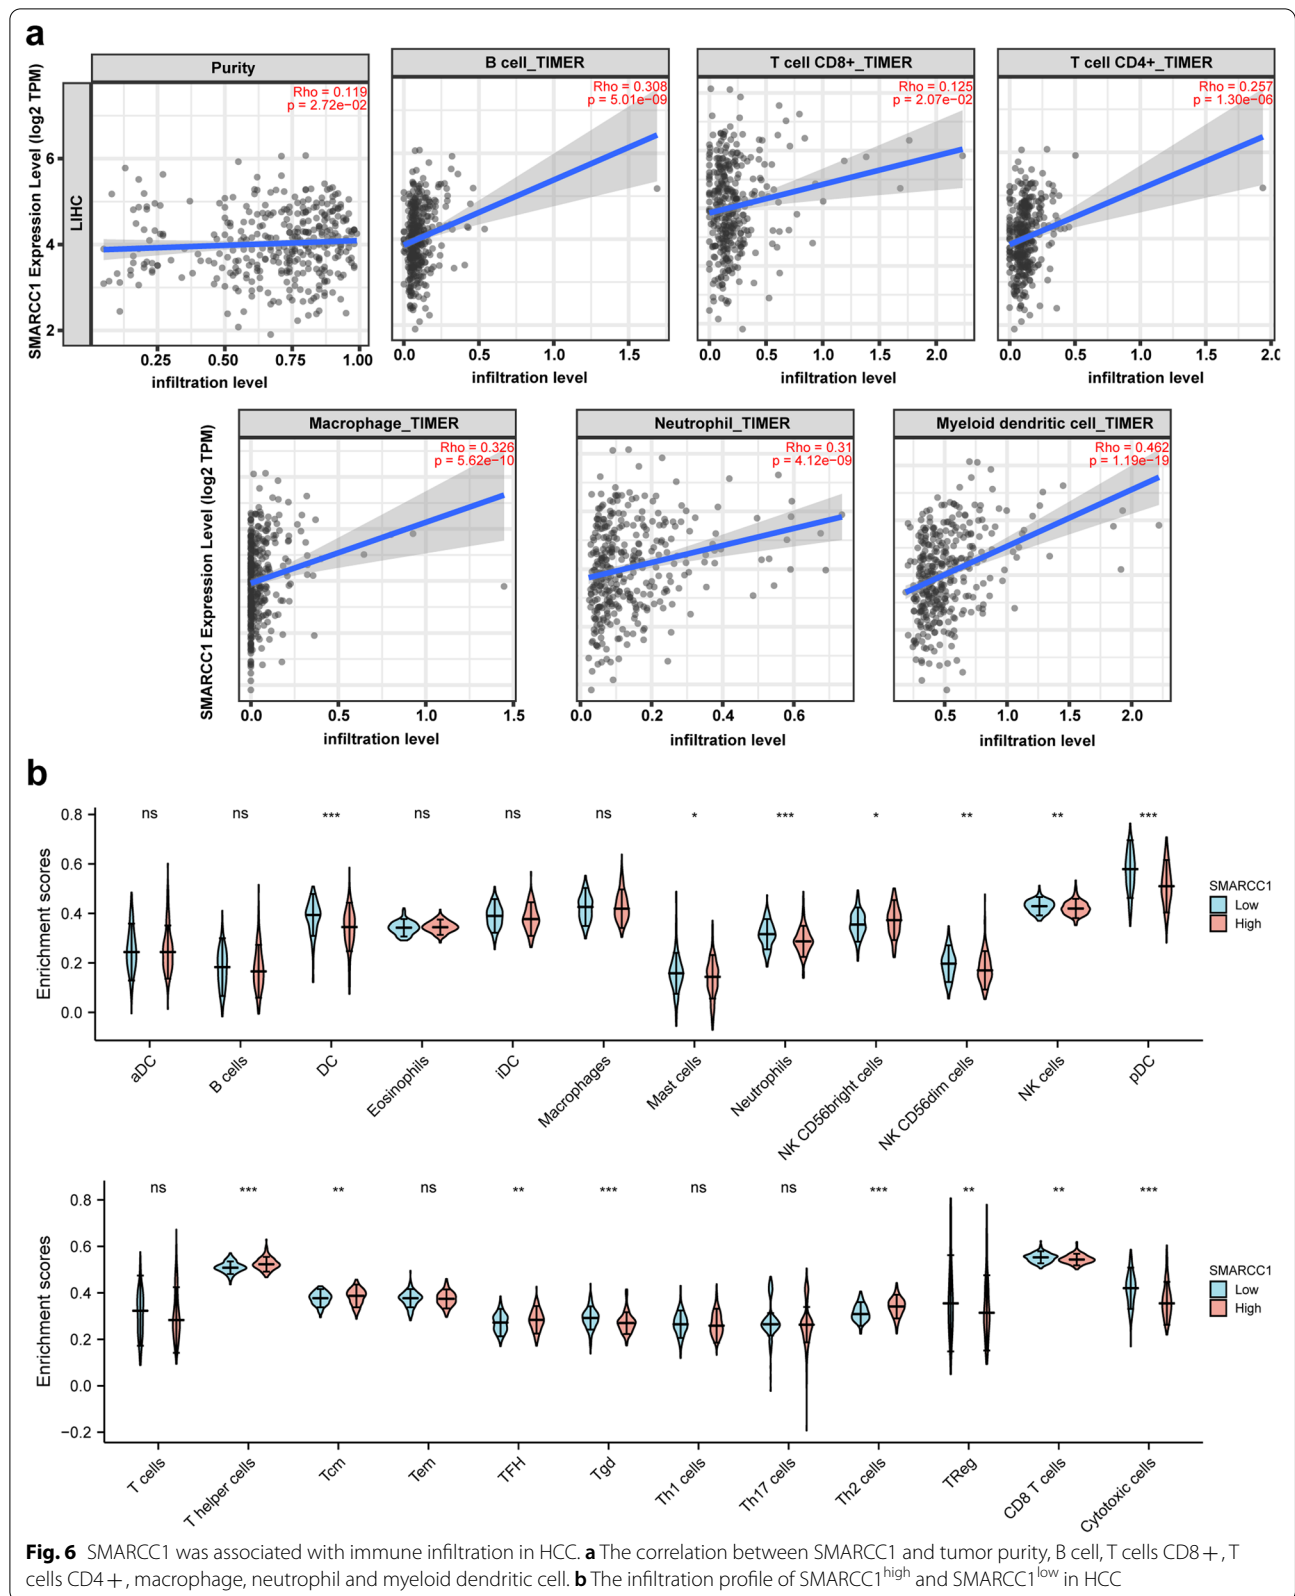 a
Purity
B cell_TIMER
T cell CD8+_TIMER
T cell CD4+_TIMER
Rho = 0.119
p = 2.72e−02
Rho = 0.308
p = 5.01e−09
Rho = 0.125
p = 2.07e−02
Rho = 0.257
p = 1.30e−06
SMARCC1 Expression Level (log2 TPM)
LIHC
6
4
2
0.25 0.50 0.75 1.00
0.0 0.5 1.0 1.5
0.0 0.5 1.0 1.5 2.0
0.0 0.5 1.0 1.5 2.0
infiltration level
infiltration level
infiltration level
infiltration level
Macrophage_TIMER
Neutrophil_TIMER
Myeloid dendritic cell_TIMER
Rho = 0.326
p = 5.62e−10
Rho = 0.31
p = 4.12e−09
Rho = 0.462
p = 1.19e−19
SMARCC1 Expression Level (log2 TPM)
0.0 0.5 1.0 1.5
0.0 0.2 0.4 0.6
0.5 1.0 1.5 2.0
infiltration level
infiltration level
infiltration level
b
ns ns *** ns ns ns * *** * ** ** ***
Enrichment scores
0.8
0.6
0.4
0.2
0.0
SMARCC1
Low
High
aDC
B cells
DC
Eosinophils
iDC
Macrophages
Mast cells
Neutrophils
NK CD56bright cells
NK CD56dim cells
NK cells
pDC
ns *** ** ns ** *** ns ns *** ** ** ***
Enrichment scores
0.8
0.6
0.4
0.2
0.0
−0.2
SMARCC1
Low
High
T cells
T helper cells
Tcm
Tem
TFH
Tgd
Th1 cells
Th17 cells
Th2 cells
TReg
CD8 T cells
Cytotoxic cells
Fig. 6 SMARCC1 was associated with immune infiltration in HCC. a The correlation between SMARCC1 and tumor purity, B cell, T cells CD8+, T
cells CD4+, macrophage, neutrophil and myeloid dendritic cell. b The infiltration profile of SMARCC1high and SMARCC1low in HCC